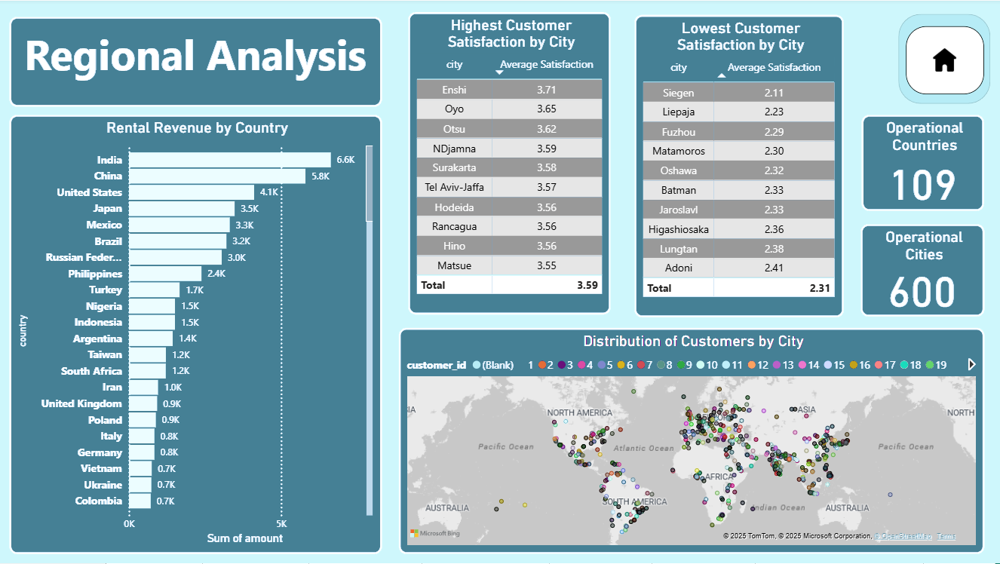 Regional Analysis
Rental Revenue by Country
India 6.6K
China 5.8K
United States 4.1K
Japan 3.5K
Mexico 3.3K
Brazil 3.2K
Russian Feder... 3.0K
Philippines 2.4K
Turkey 1.7K
Nigeria 1.5K
Indonesia 1.5K
Argentina 1.4K
Taiwan 1.2K
South Africa 1.2K
Iran 1.0K
United Kingdom 0.9K
Poland 0.9K
Italy 0.8K
Germany 0.8K
Vietnam 0.7K
Ukraine 0.7K
Colombia 0.7K
country
0K 5K
Sum of amount
Highest Customer
Satisfaction by City
city Average Satisfaction
Enshi 3.71
Oyo 3.65
Otsu 3.62
NDjamna 3.59
Surakarta 3.58
Tel Aviv-Jaffa 3.57
Hodeida 3.56
Rancagua 3.56
Hino 3.56
Matsue 3.55
Total 3.59
Lowest Customer
Satisfaction by City
city Average Satisfaction
Siegen 2.11
Liepaja 2.23
Fuzhou 2.29
Matamoros 2.30
Oshawa 2.32
Batman 2.33
Jaroslavl 2.33
Higashiosaka 2.36
Lungtan 2.38
Adoni 2.41
Total 2.31
Operational
Countries
109
Operational
Cities
600
Distribution of Customers by City
customer_id (Blank) 1 2 3 4 5 6 7 8 9 10 11 12 13 14 15 16 17 18 19
IA NORTH AMERICA ASIA NORTH
Pacific Ocean Atlantic Ocean Pacific Ocean
AFRICA
SOUTH AMERICA
AUSTRALIA Indian Ocean AUSTRALIA
Microsoft Bing
© 2025 TomTom, © 2025 Microsoft Corporation, © OpenStreetMap Terms